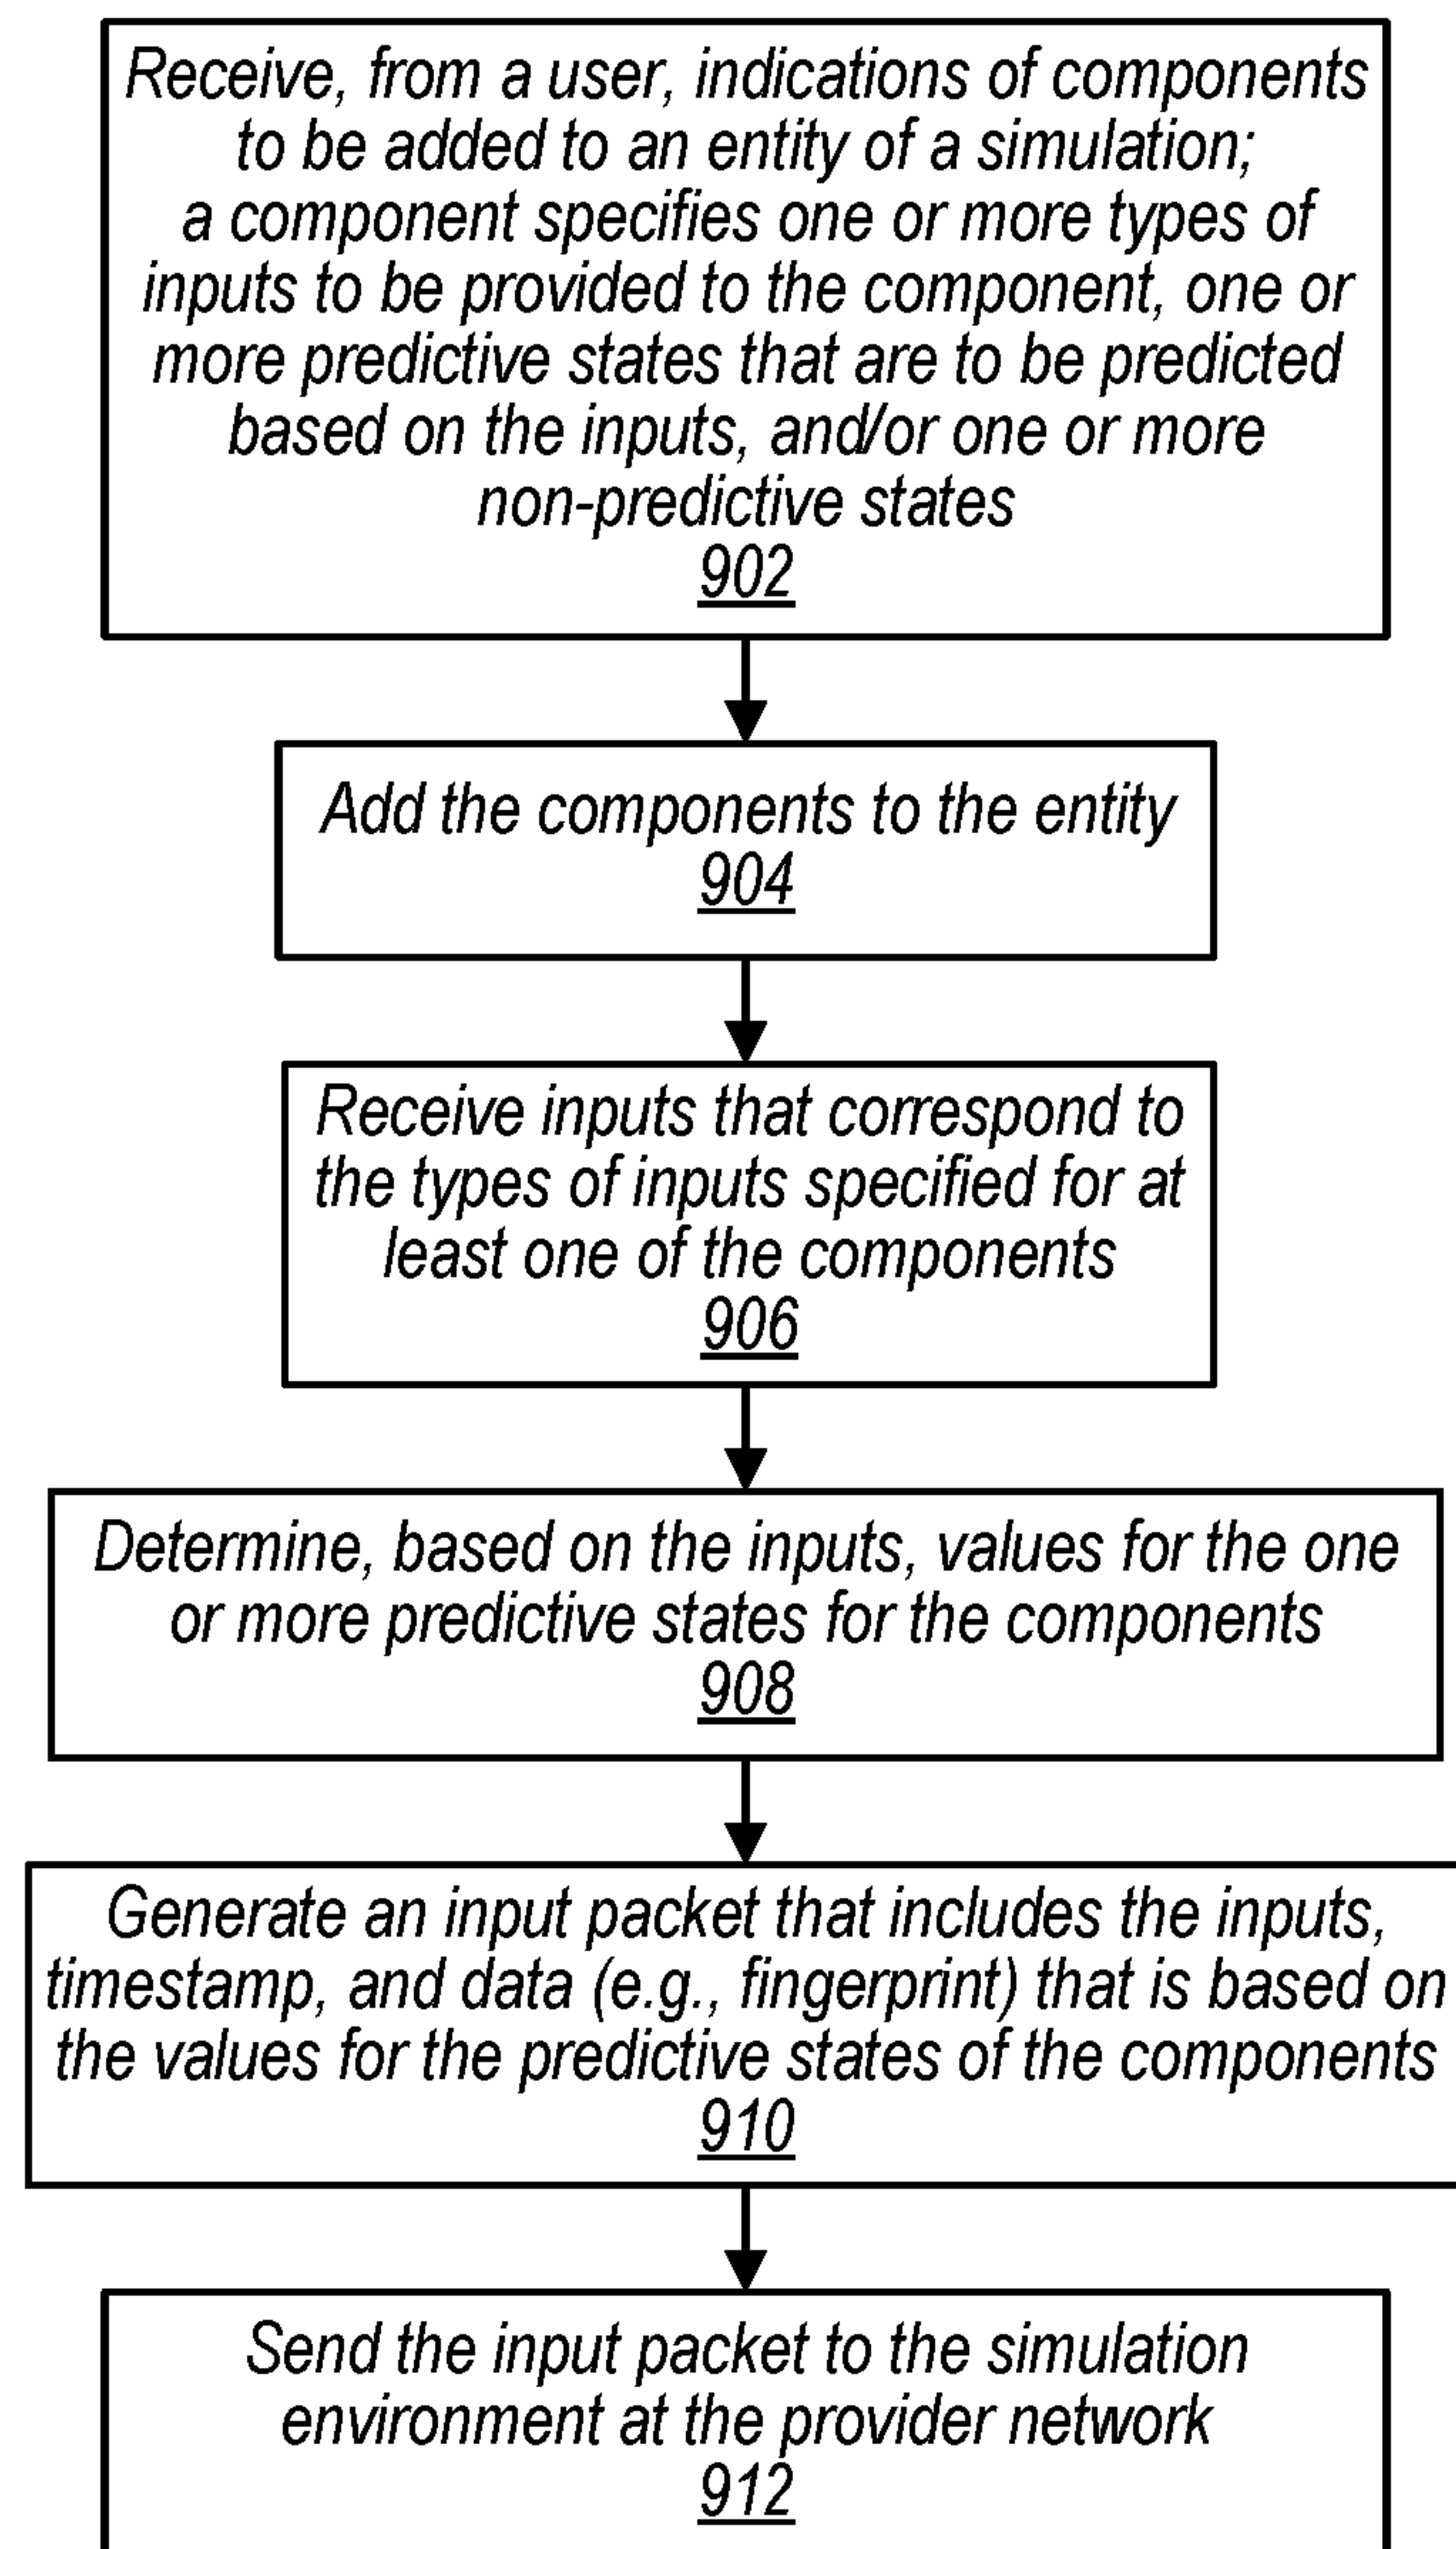 Receive, from a user, indications of components
to be added to an entity of a simulation;
a component specifies one or more types of
inputs to be provided to the component, one or
more predictive states that are to be predicted
based on the inputs, and/or one or more
non-predictive states
902
Add the components to the entity
904
Receive inputs that correspond to
the types of inputs specified for at
least one of the components
906
Determine, based on the inputs, values for the one
or more predictive states for the components
908
Generate an input packet that includes the inputs,
timestamp, and data (e.g., fingerprint) that is based on
the values for the predictive states of the components
910
Send the input packet to the simulation
environment at the provider network
912